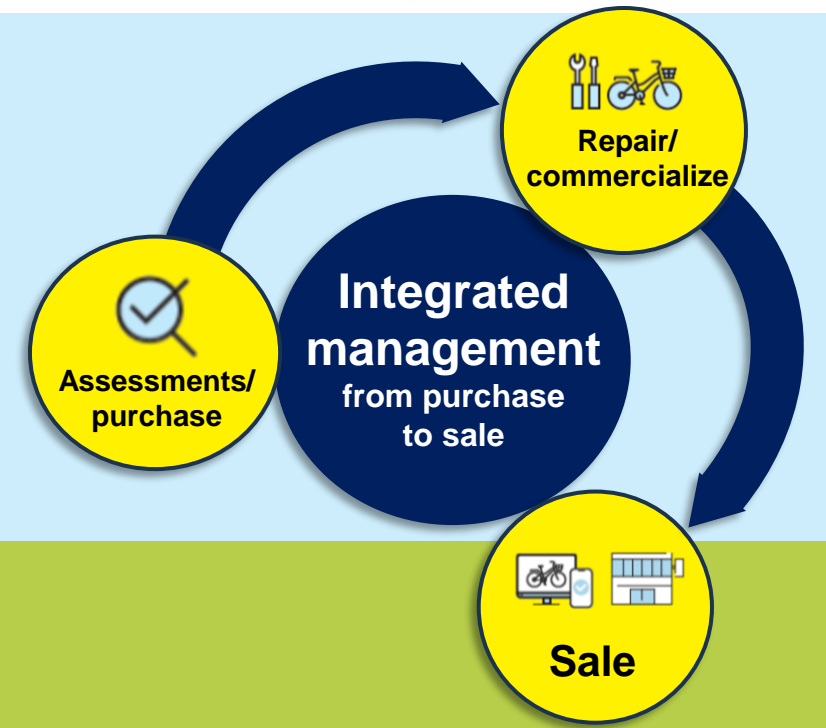 Repair/
commercialize
Integrated
management
from purchase
to sale
Assessments/
purchase
Sale